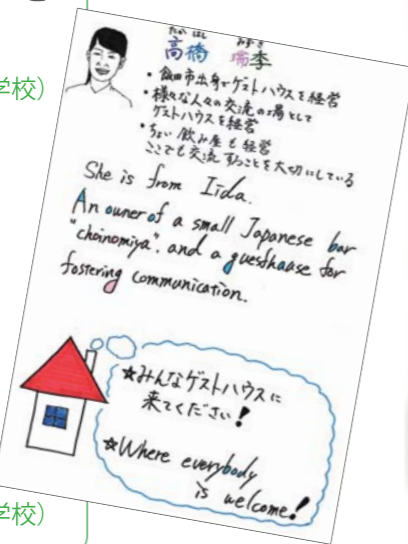 学校)
たか はし みずき
高橋 瑞季
・飯田市出身でゲストハウスを経営
・様々な人々の交流の場として
ゲストハウスを経営
・ちょい飲み屋も経営
ここでも交流することを大切にしている
She is from Iida.
An owner of a small Japanese bar
"choinomiya". and a guesthouse for
fostering communication.
☆みんなゲストハウスに
来てください!
☆Where everybody
is welcome!
学校)